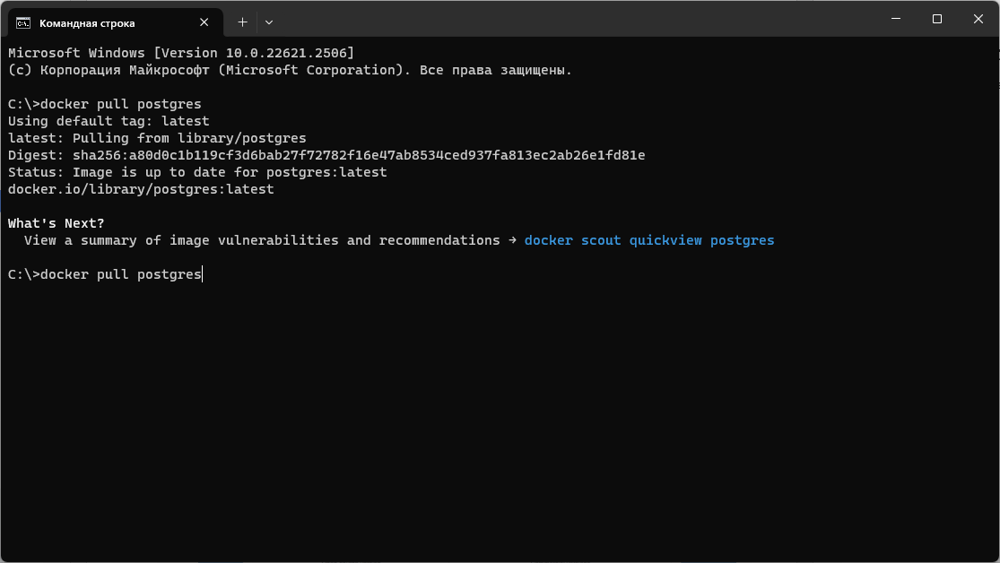 Командная строка
Microsoft Windows [Version 10.0.22621.2506]
(c) Корпорация Майкрософт (Microsoft Corporation). Все права защищены.
C:\>docker pull postgres
Using default tag: latest
latest: Pulling from library/postgres
Digest: sha256:a80d0c1b119cf3d6bab27f72782f16e47ab8534ced937fa813ec2ab26e1fd81e
Status: Image is up to date for postgres:latest
docker.io/library/postgres:latest
What's Next?
  View a summary of image vulnerabilities and recommendations → docker scout quickview postgres
C:\>docker pull postgres